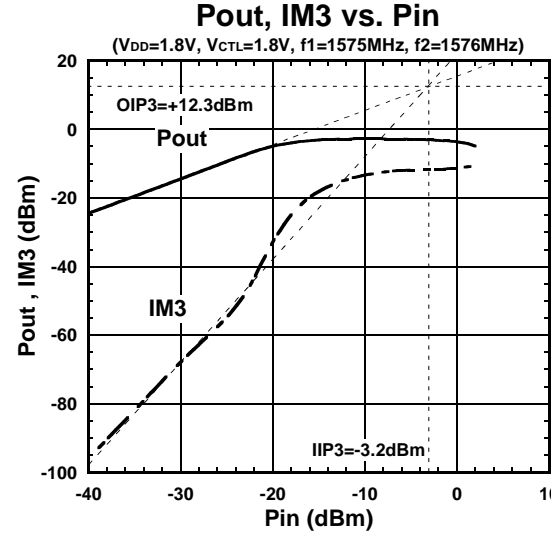 Pout, IM3 vs. Pin
(VDD=1.8V, VCTL=1.8V, f1=1575MHz, f2=1576MHz)
20
OIP3=+12.3dBm
0
Pout
-20
-40
IM3
-60
-80
IIP3=-3.2dBm
-100
-40 -30 -20 -10 0 10
Pin (dBm)
Pout , IM3 (dBm)